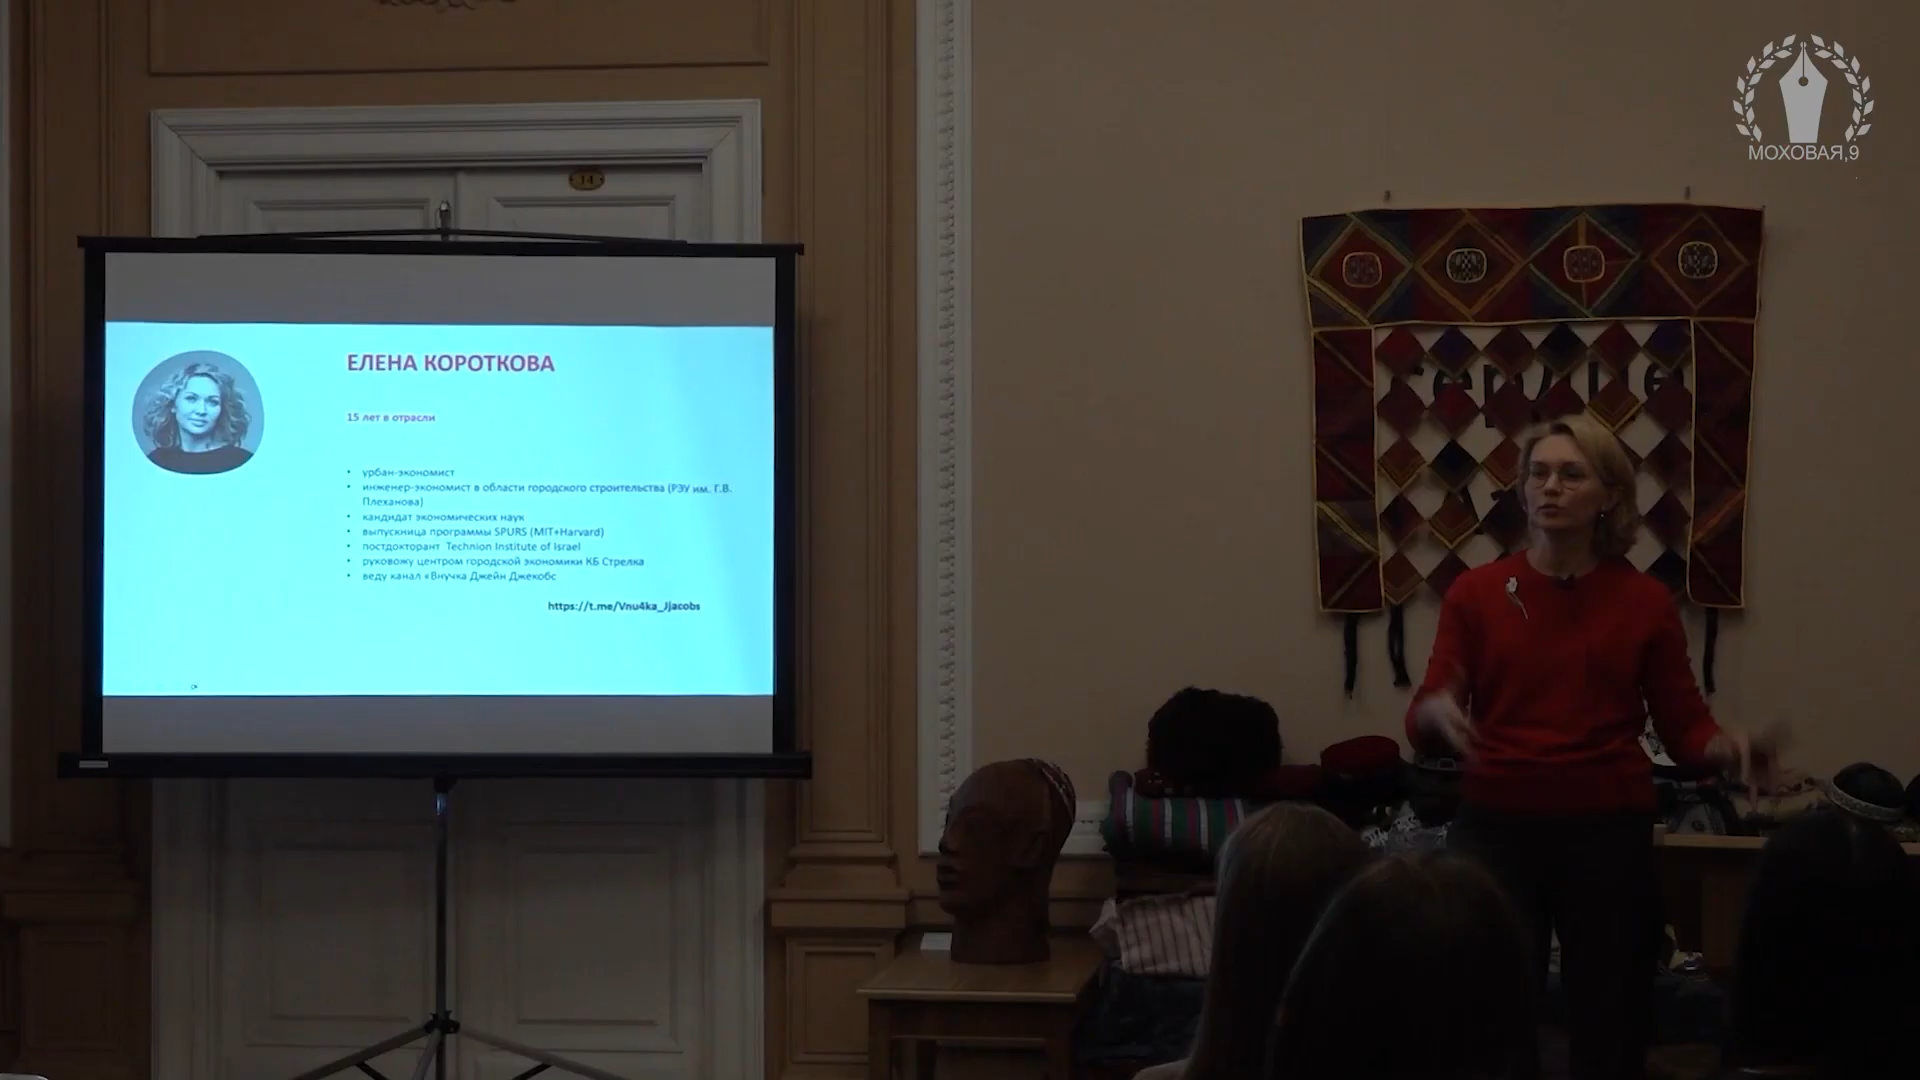 МОХОВАЯ,9
14
ЕЛЕНА КОРОТКОВА
15 лет в отрасли
• урбан-экономист
• инженер-экономист в области городского строительства (РЭУ им. Г.В.
Плеханова)
• кандидат экономических наук
• выпускница программы SPURS (MIT+Harvard)
• постдокторант Technion Institute of Israel
• руковожу центром городской экономики КБ Стрелка
• веду канал «Внучка Джейн Джекобс
https://t.me/Vnu4ka_Jjacobs